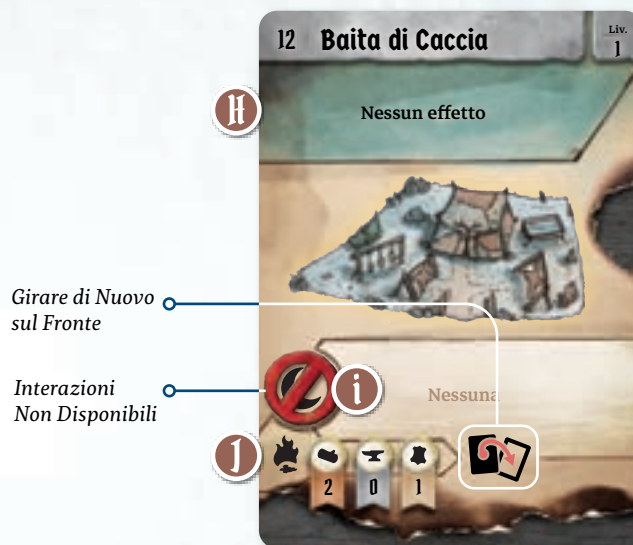 12 Baita di Caccia
Liv.
1
H
Nessun effetto
Girare di Nuovo
sul Fronte
Interazioni
Non Disponibili
i
Nessuna
J
2 0 1